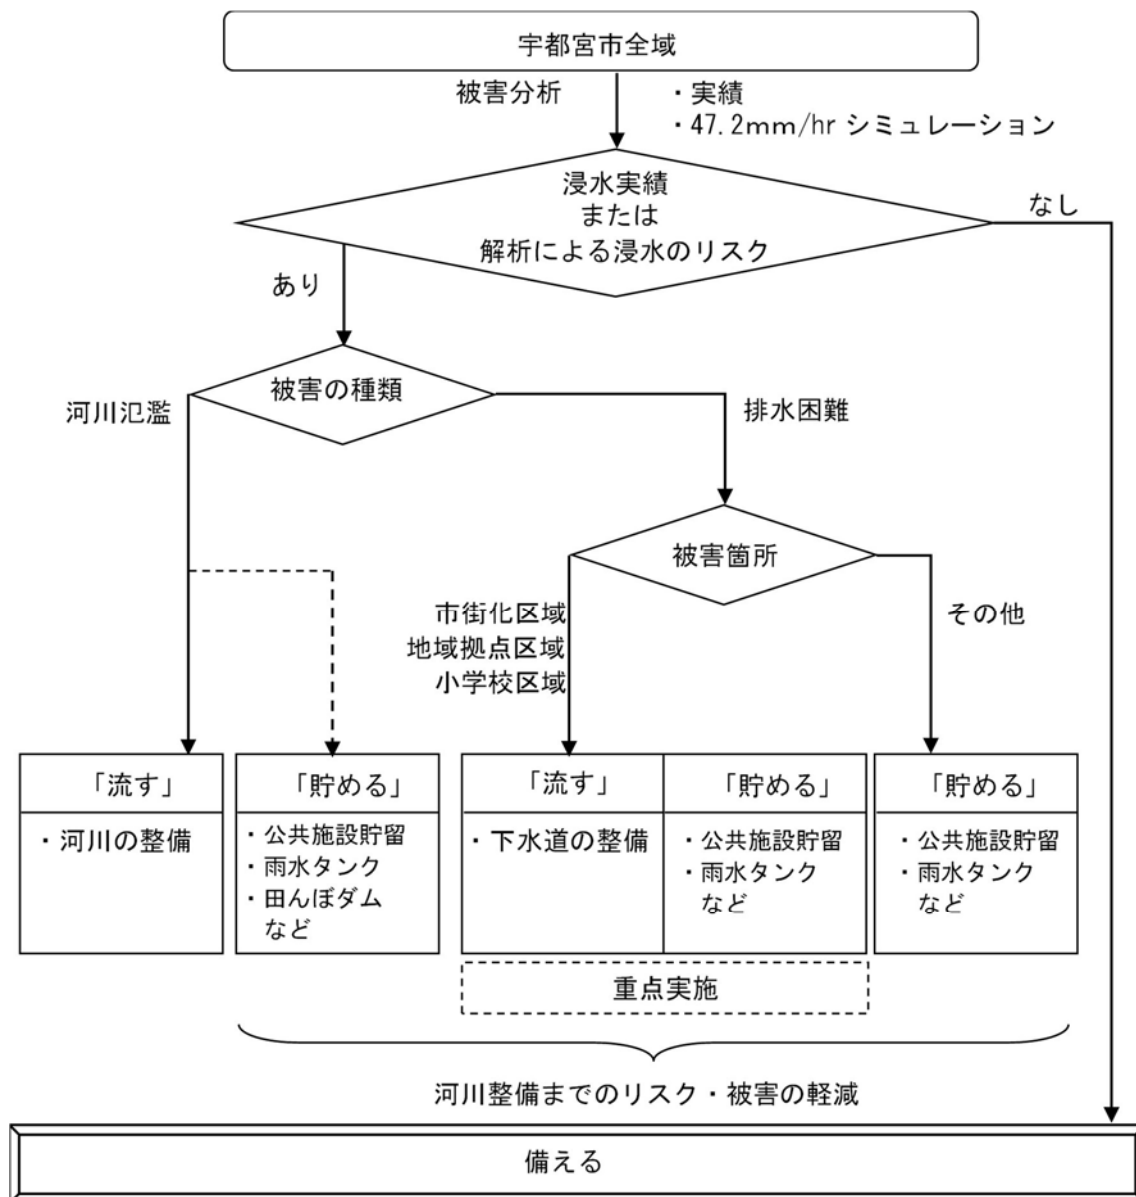 宇都宮市全域
被害分析
・実績
・47.2mm/hr シミュレーション
浸水実績
または
解析による浸水のリスク
なし
あり
被害の種類
河川氾濫
排水困難
被害箇所
市街化区域
地域拠点区域
小学校区域
その他
「流す」
・河川の整備
「貯める」
・公共施設貯留
・雨水タンク
・田んぼダム
など
「流す」
・下水道の整備
「貯める」
・公共施設貯留
・雨水タンク
など
「貯める」
・公共施設貯留
・雨水タンク
など
重点実施
河川整備までのリスク・被害の軽減
備える